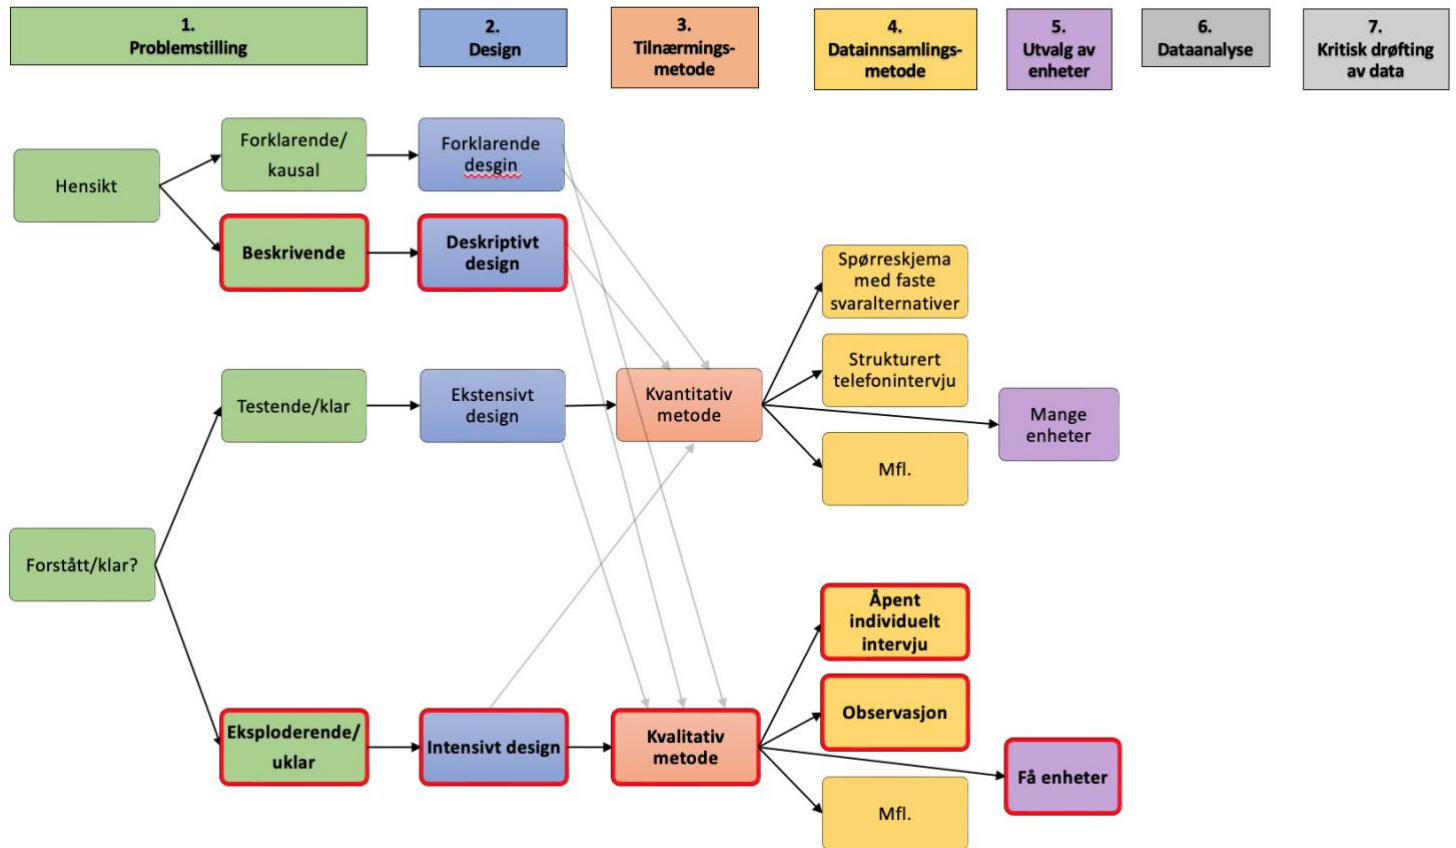 1.
Problemstilling
2.
Design
3.
Tilnærmings-
metode
4.
Datainnsamlings-
metode
5.
Utvalg av
enheter
6.
Dataanalyse
7.
Kritisk drøfting
av data
Hensikt
Forklarende/
kausal
Forklarende
desgin
Beskrivende
Deskriptivt
design
Spørreskjema
med faste
svaralternativer
Strukturert
telefonintervju
Testende/klar
Ekstensivt
design
Kvantitativ
metode
Mange
enheter
Mfl.
Forstått/klar?
Åpent
individuelt
intervju
Observasjon
Eksploderende/
uklar
Intensivt design
Kvalitativ
metode
Få enheter
Mfl.